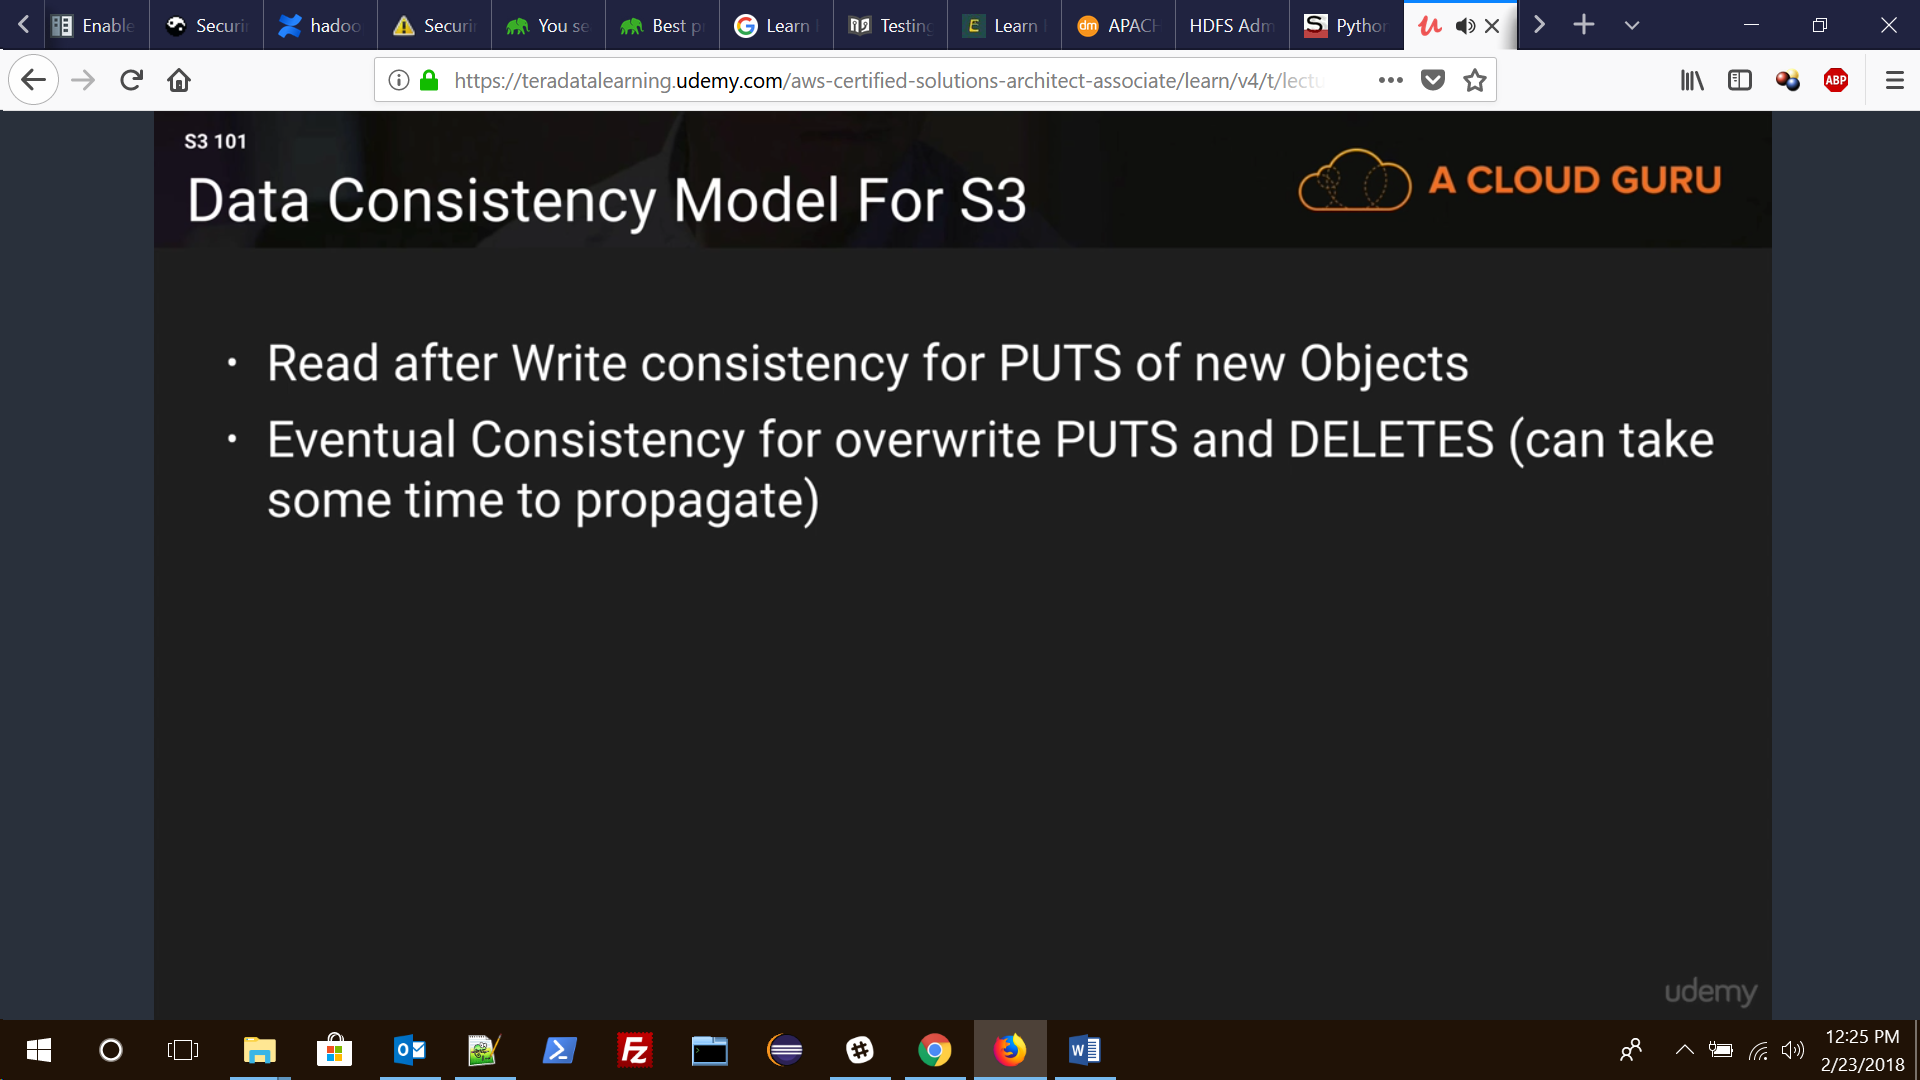 Enable
Securi
hadoo
Securi
You se
Best p
Learn
Testing
Learn
dm
APACH
HDFS Adm
Python
https://teradatalearning.udemy.com/aws-certified-solutions-architect-associate/learn/v4/t/lectu
ABP
S3 101
Data Consistency Model For S3
A CLOUD GURU
• Read after Write consistency for PUTS of new Objects
• Eventual Consistency for overwrite PUTS and DELETES (can take
some time to propagate)
udemy
12:25 PM
2/23/2018